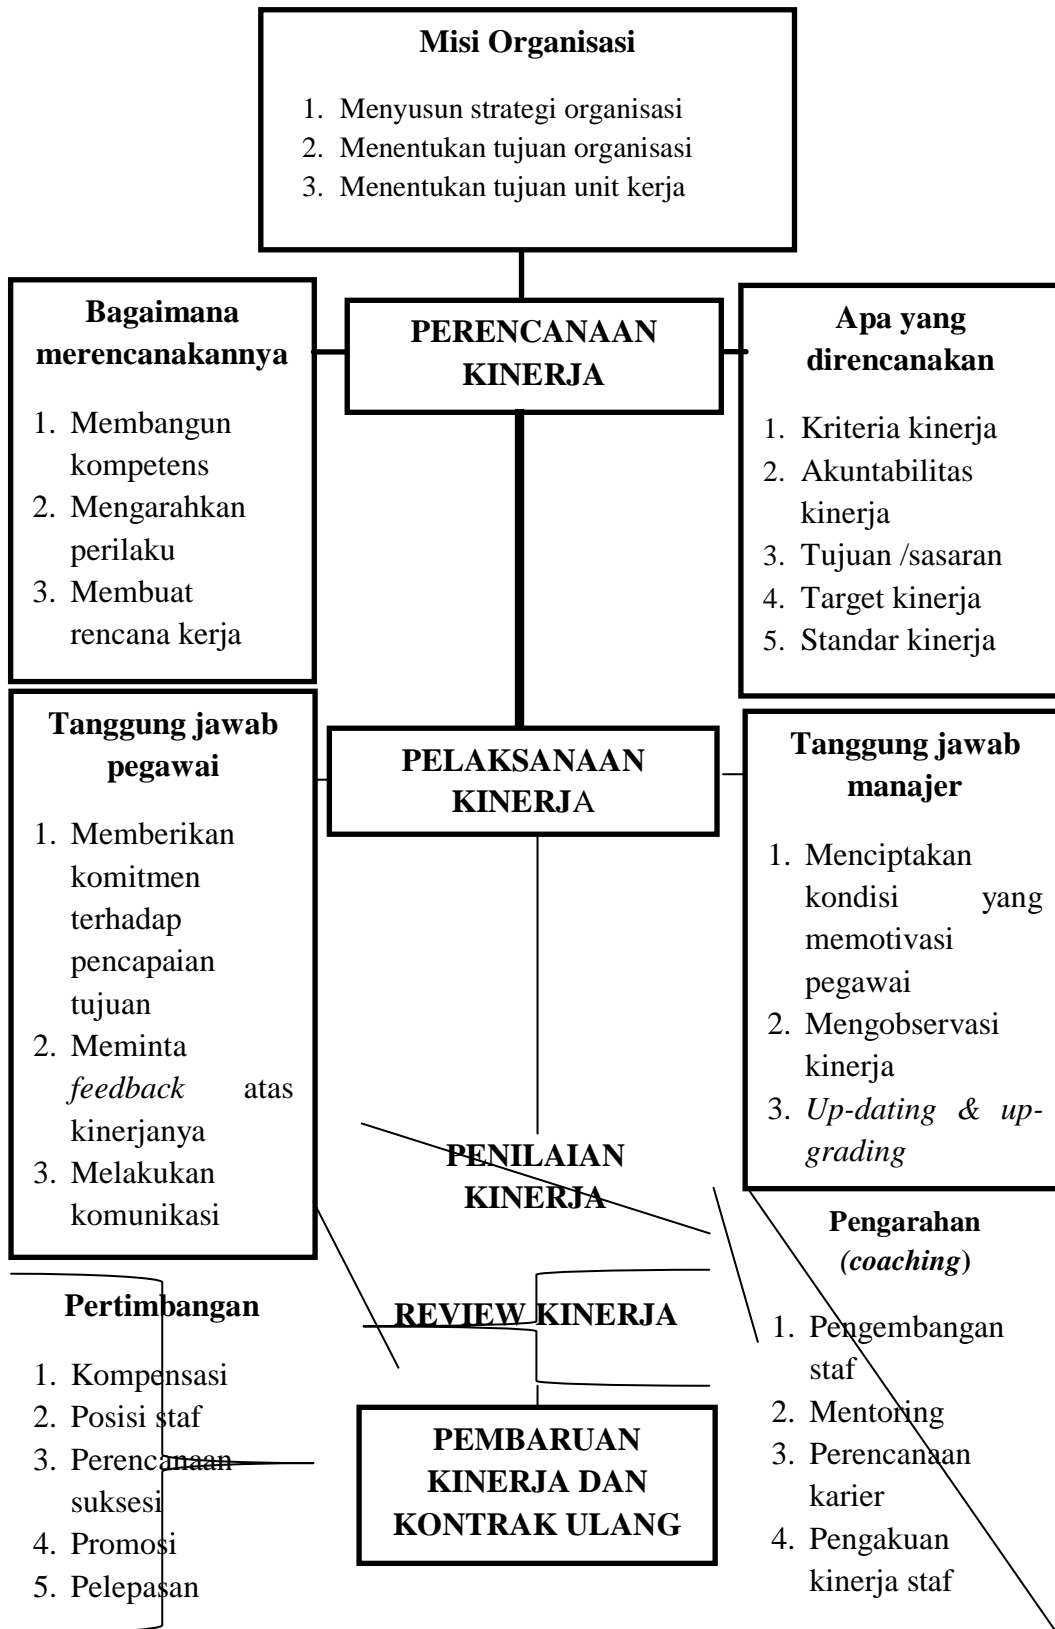 Misi Organisasi
1. Menyusun strategi organisasi
2. Menentukan tujuan organisasi
3. Menentukan tujuan unit kerja
Bagaimana
merencanakannya
1. Membangun
kompetens
2. Mengarahkan
perilaku
3. Membuat
rencana kerja
PERENCANAAN
KINERJA
Apa yang
direncanakan
1. Kriteria kinerja
2. Akuntabilitas
kinerja
3. Tujuan /sasaran
4. Target kinerja
5. Standar kinerja
Tanggung jawab
pegawai
1. Memberikan
komitmen
terhadap
pencapaian
tujuan
2. Meminta
feedback atas
kinerjanya
3. Melakukan
komunikasi
PELAKSANAAN
KINERJA
Tanggung jawab
manajer
1. Menciptakan
kondisi yang
memotivasi
pegawai
2. Mengobservasi
kinerja
3. Up-dating & up-
grading
PENILAIAN
KINERJA
Pertimbangan
1. Kompensasi
2. Posisi staf
3. Perencanaan
suksesi
4. Promosi
5. Pelepasan
REVIEW KINERJA
PEMBARUAN
KINERJA DAN
KONTRAK ULANG
Pengarahan
(coaching)
1. Pengembangan
staf
2. Mentoring
3. Perencanaan
karier
4. Pengakuan
kinerja staf